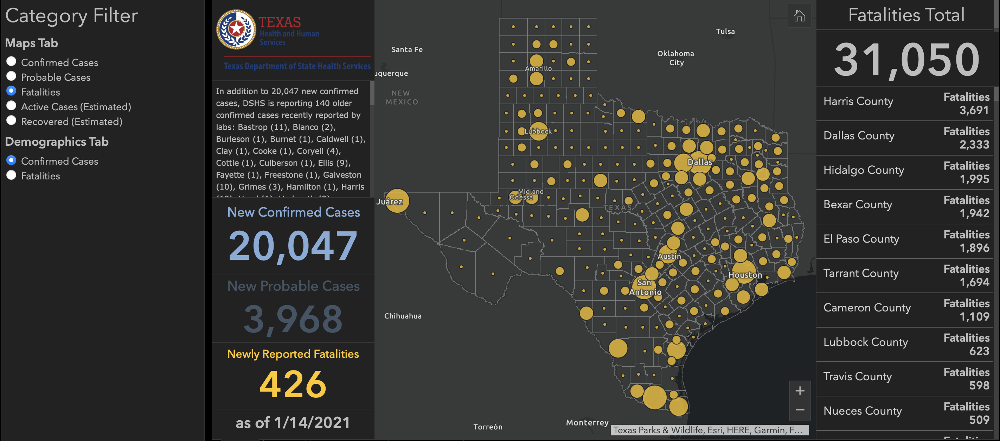 Category Filter
Maps Tab
Confirmed Cases
Probable Cases
Fatalities
Active Cases (Estimated)
Recovered (Estimated)
Demographics Tab
Confirmed Cases
Fatalities
TEXAS
Health and Human
Services
Texas Department of State Health Services
In addition to 20,047 new confirmed
cases, DSHS is reporting 140 older
confirmed cases recently reported by
labs: Bastrop (11), Blanco (2),
Burleson (1), Burnet (1), Caldwell (1),
Clay (1), Cooke (1), Coryell (4),
Cottle (1), Culberson (1), Ellis (9),
Fayette (1), Freestone (1), Galveston
(10), Grimes (3), Hamilton (1), Harris
New Confirmed Cases
20,047
New Probable Cases
3,968
Newly Reported Fatalities
426
as of 1/14/2021
Tulsa
Santa Fe
Oklahoma
City
Amarillo
uquerque
NEW
MEXICO
Lubbock
Dallas
Midland
Odessa
Juárez
TEXAS
Austin
Houston
San
Antonio
Chihuahua
Monterrey
Torreón
Texas Parks & Wildlife, Esri, HERE, Garmin, F...
+
−
Fatalities Total
31,050
Harris County
Fatalities
3,691
Dallas County
Fatalities
2,333
Hidalgo County
Fatalities
1,995
Bexar County
Fatalities
1,942
El Paso County
Fatalities
1,896
Tarrant County
Fatalities
1,694
Cameron County
Fatalities
1,109
Lubbock County
Fatalities
623
Travis County
Fatalities
598
Nueces County
Fatalities
509